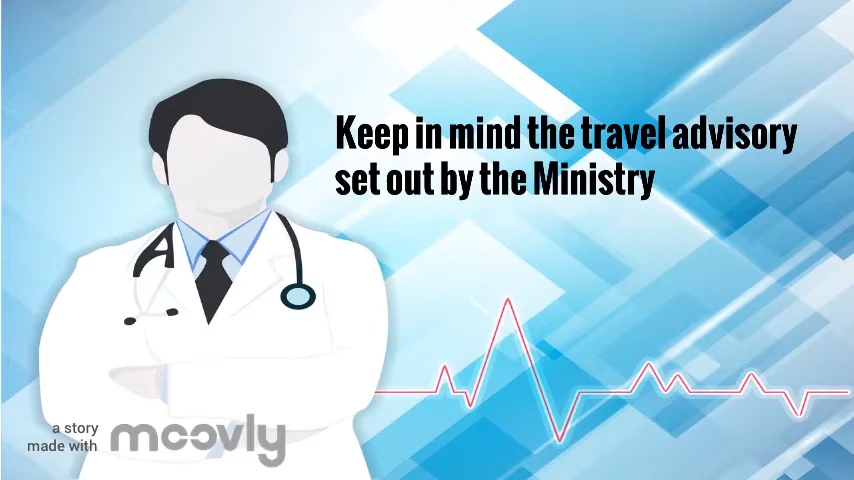 Keep in mind the travel advisory
set out by the Ministry
a story
made with moovly